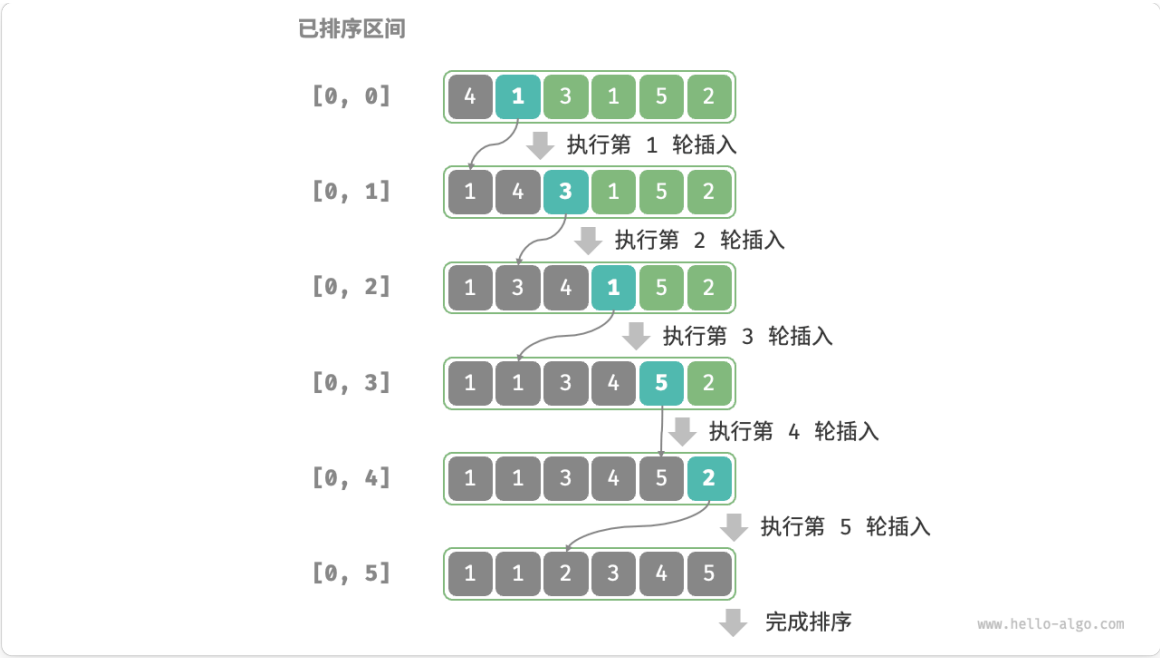 已排序区间
[0, 0] 4 1 3 1 5 2
执行第 1 轮插入
[0, 1] 1 4 3 1 5 2
执行第 2 轮插入
[0, 2] 1 3 4 1 5 2
执行第 3 轮插入
[0, 3] 1 1 3 4 5 2
执行第 4 轮插入
[0, 4] 1 1 3 4 5 2
执行第 5 轮插入
[0, 5] 1 1 2 3 4 5
完成排序
www.hello-algo.com